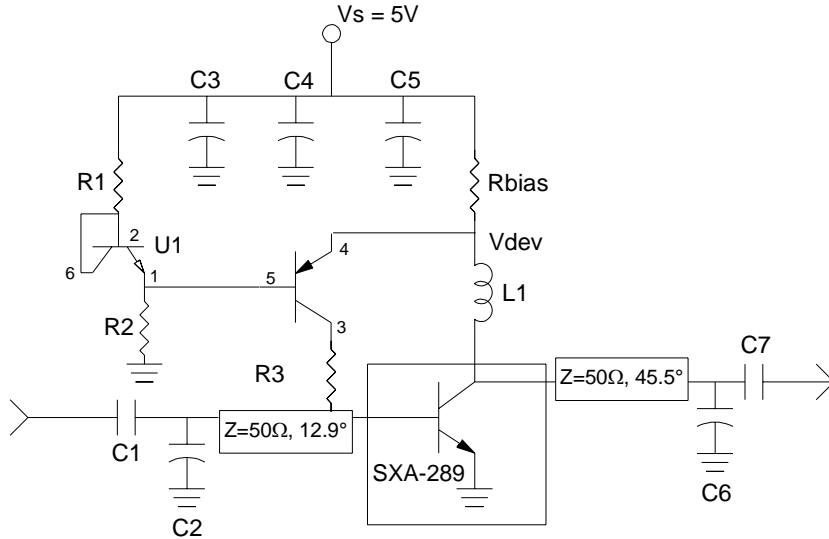 Vs = 5V
C3
C4
C5
R1
Rbias
2
U1
4
Vdev
6
1
5
L1
R2
3
C7
R3
Z=50Ω, 45.5°
Z=50Ω, 12.9°
C1
SXA-289
C6
C2